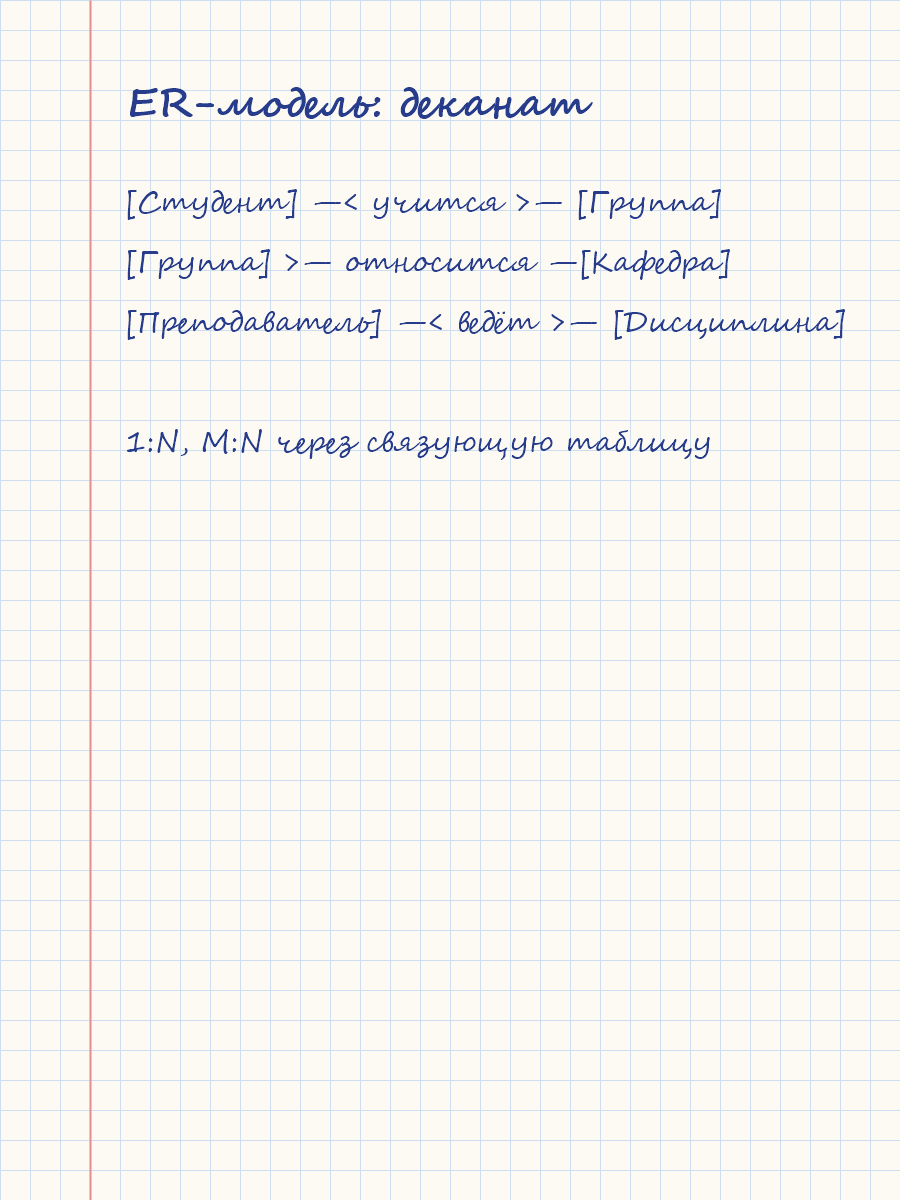 ER-модель: деканат
[Студент] —< учится >— [Группа]
[Группа] >— относится —[Кафедра]
[Преподаватель] —< ведёт >— [Дисциплина]
1:N, M:N через связующую таблицу